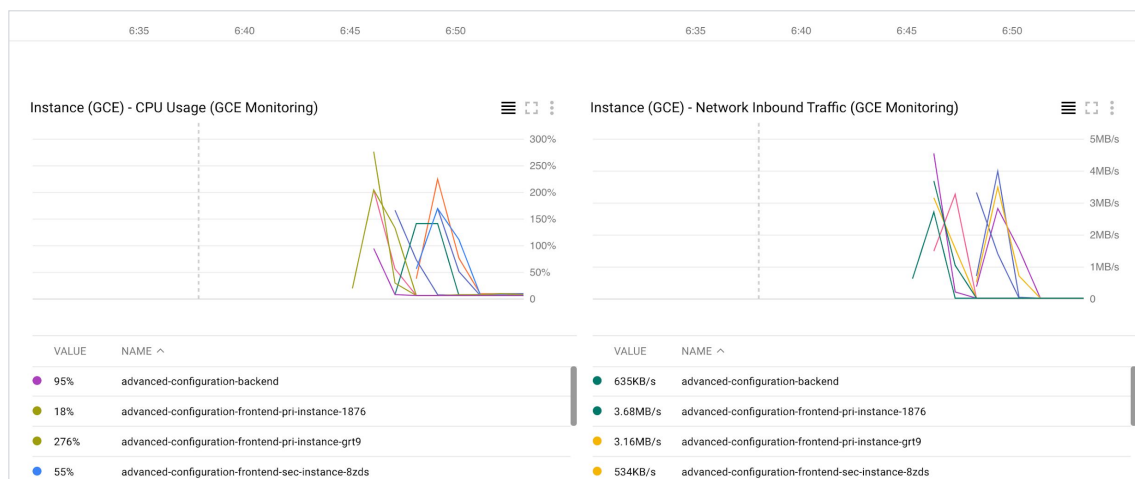 6:35 6:40 6:45 6:50 6:35 6:40 6:45 6:50
Instance (GCE) - CPU Usage (GCE Monitoring)
300%
250%
200%
150%
100%
50%
0
VALUE NAME
95% advanced-configuration-backend
18% advanced-configuration-frontend-pri-instance-1876
276% advanced-configuration-frontend-pri-instance-grt9
55% advanced-configuration-frontend-sec-instance-8zds
Instance (GCE) - Network Inbound Traffic (GCE Monitoring)
5MB/s
4MB/s
3MB/s
2MB/s
1MB/s
0
VALUE NAME
635KB/s advanced-configuration-backend
3.68MB/s advanced-configuration-frontend-pri-instance-1876
3.16MB/s advanced-configuration-frontend-pri-instance-grt9
534KB/s advanced-configuration-frontend-sec-instance-8zds